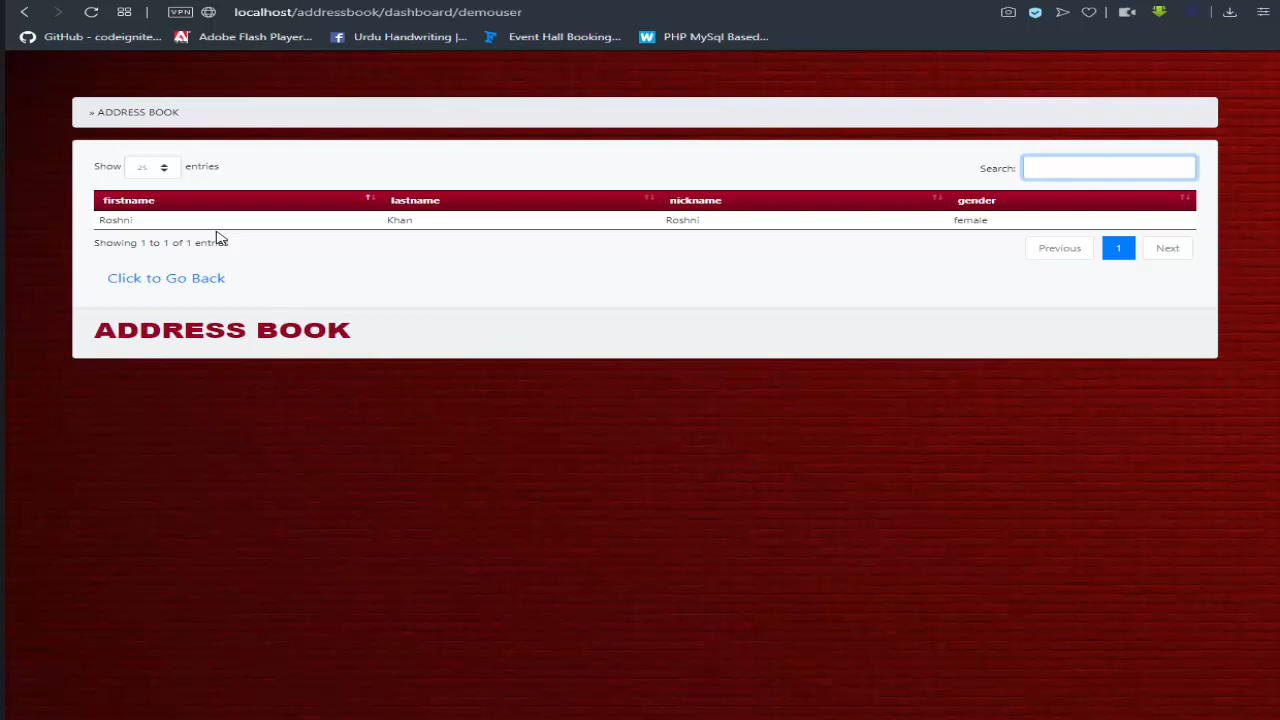 VPN localhost/addressbook/dashboard/demouser
GitHub - codeignite... Adobe Flash Player... Urdu Handwriting |... Event Hall Booking... PHP MySql Based...
» ADDRESS BOOK
Show 25 entries Search:
firstname lastname nickname gender
Roshni Khan Roshni female
Showing 1 to 1 of 1 entries Previous 1 Next
Click to Go Back
ADDRESS BOOK